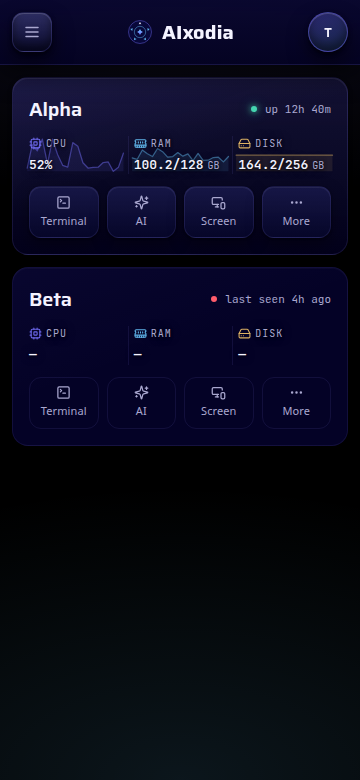 AIxodia
T
Alpha
up 12h 40m
CPU RAM DISK
52% 100.2/128 GB 164.2/256 GB
Terminal AI Screen More
Beta
last seen 4h ago
CPU RAM DISK
— — —
Terminal AI Screen More